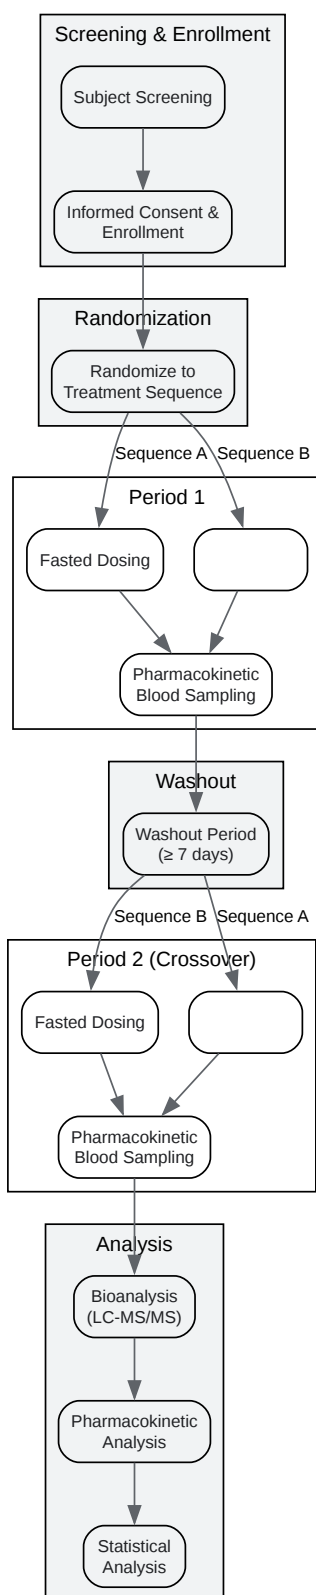 Screening & Enrollment
Subject Screening
Informed Consent &
Enrollment
Randomization
Randomize to
Treatment Sequence
Sequence A
Sequence B
Period 1
Fasted Dosing
Pharmacokinetic
Blood Sampling
Washout
Washout Period
(≥ 7 days)
Sequence B
Sequence A
Period 2 (Crossover)
Fasted Dosing
Pharmacokinetic
Blood Sampling
Analysis
Bioanalysis
(LC-MS/MS)
Pharmacokinetic
Analysis
Statistical
Analysis